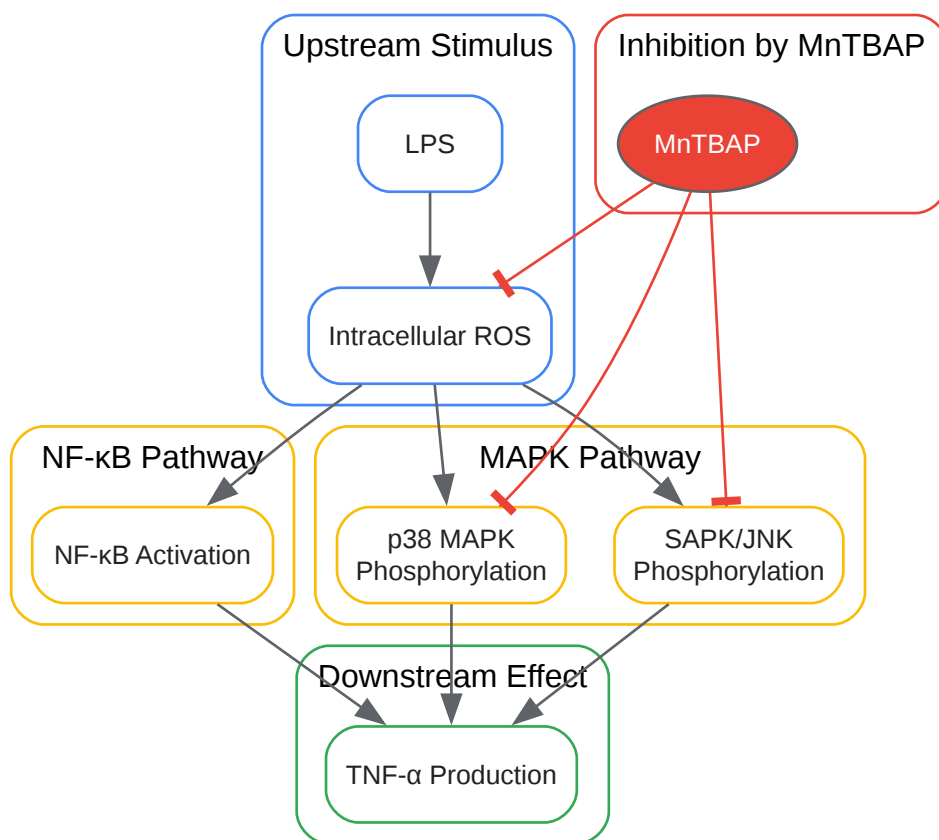 Upstream Stimulus
Inhibition by MnTBAP
LPS
MnTBAP
Intracellular ROS
NF-κB Pathway
MAPK Pathway
NF-κB Activation
p38 MAPK
Phosphorylation
SAPK/JNK
Phosphorylation
Downstream Effect
TNF-α Production